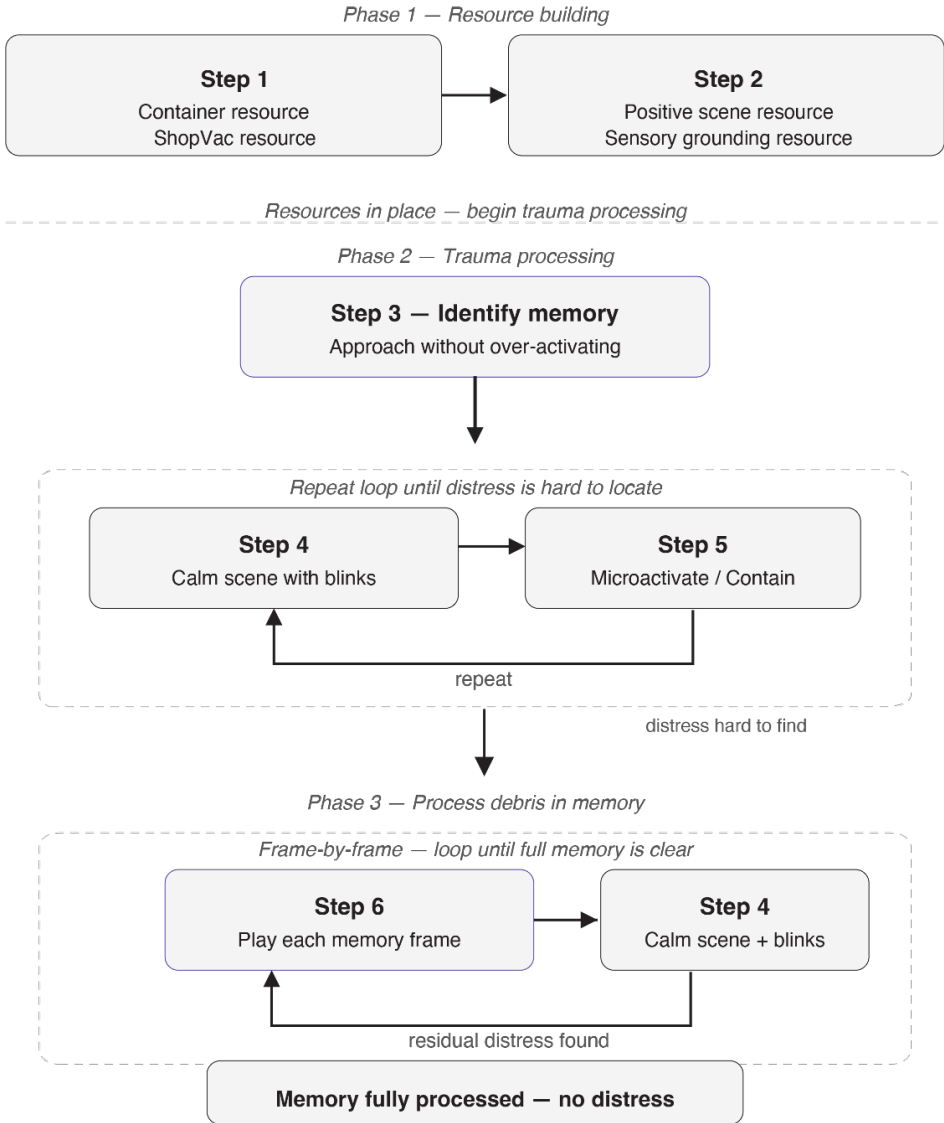 Phase 1 — Resource building
Step 1
Container resource
ShopVac resource
Step 2
Positive scene resource
Sensory grounding resource
Resources in place — begin trauma processing
Phase 2 — Trauma processing
Step 3 — Identify memory
Approach without over-activating
Repeat loop until distress is hard to locate
Step 4
Calm scene with blinks
Step 5
Microactivate / Contain
repeat
distress hard to find
Phase 3 — Process debris in memory
Frame-by-frame — loop until full memory is clear
Step 6
Play each memory frame
Step 4
Calm scene + blinks
residual distress found
Memory fully processed — no distress